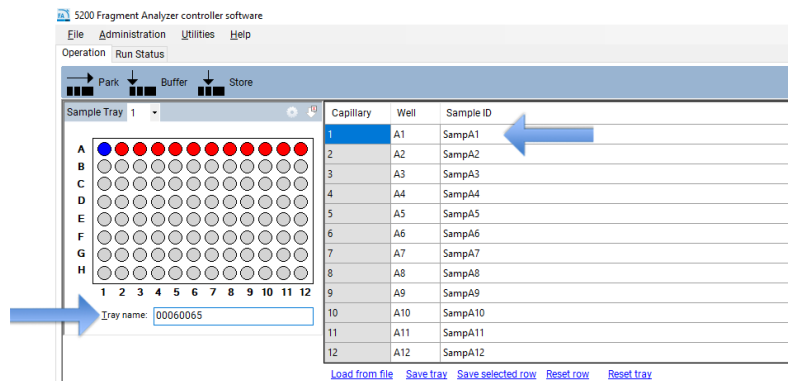 5200 Fragment Analyzer controller software
File Administration Utilities Help
Operation Run Status
Park Buffer Store
Sample Tray 1
A
B
C
D
E
F
G
H
1 2 3 4 5 6 7 8 9 10 11 12
Tray name: 00060065
Capillary Well Sample ID
1 A1 SampA1
2 A2 SampA2
3 A3 SampA3
4 A4 SampA4
5 A5 SampA5
6 A6 SampA6
7 A7 SampA7
8 A8 SampA8
9 A9 SampA9
10 A10 SampA10
11 A11 SampA11
12 A12 SampA12
Load from file Save tray Save selected row Reset row Reset tray